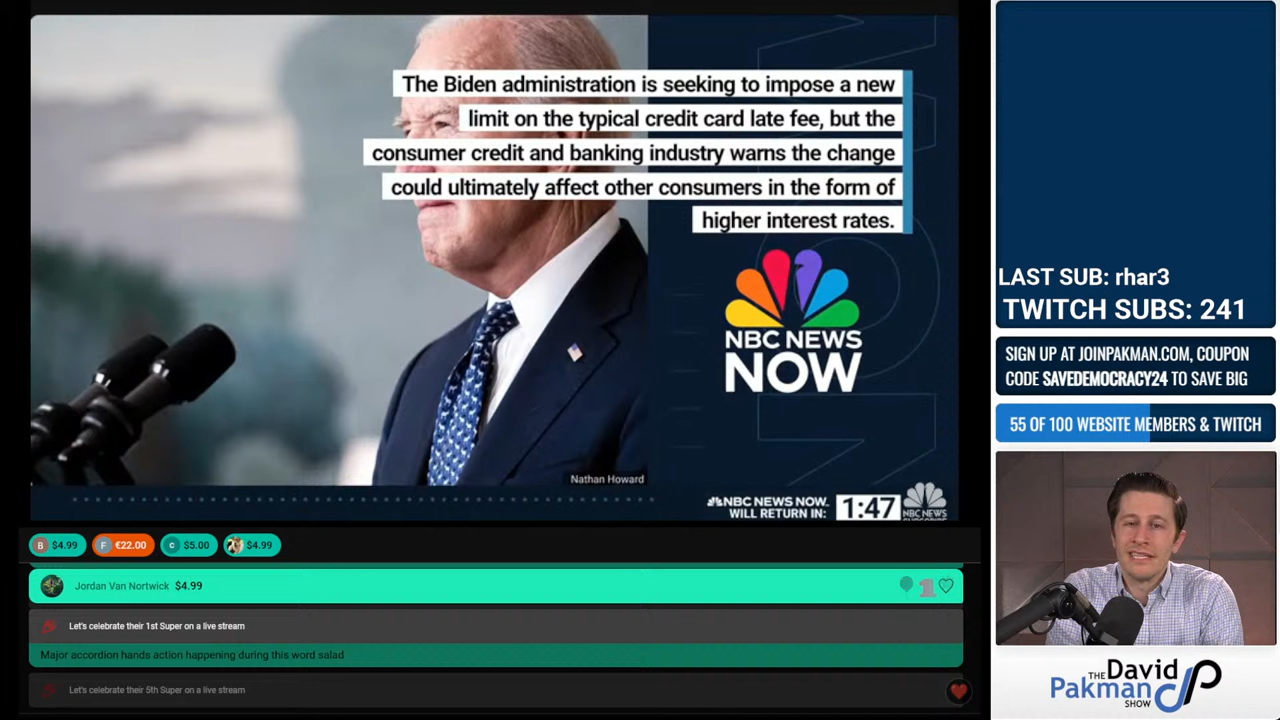 The Biden administration is seeking to impose a new
limit on the typical credit card late fee, but the
consumer credit and banking industry warns the change
could ultimately affect other consumers in the form of
higher interest rates.
NBC NEWS
NOW
Nathan Howard
NBC NEWS NOW.
WILL RETURN IN:
1:47
NBC NEWS
LAST SUB: rhar3
TWITCH SUBS: 241
SIGN UP AT JOINPAKMAN.COM, COUPON
CODE SAVEDEMOCRACY24 TO SAVE BIG
55 OF 100 WEBSITE MEMBERS & TWITCH
B $4.99
F €22.00
c $5.00
$4.99
Jordan Van Nortwick $4.99
1
Let's celebrate their 1st Super on a live stream
Major accordion hands action happening during this word salad
Let's celebrate their 5th Super on a live stream
THE David
Pakman
SHOW